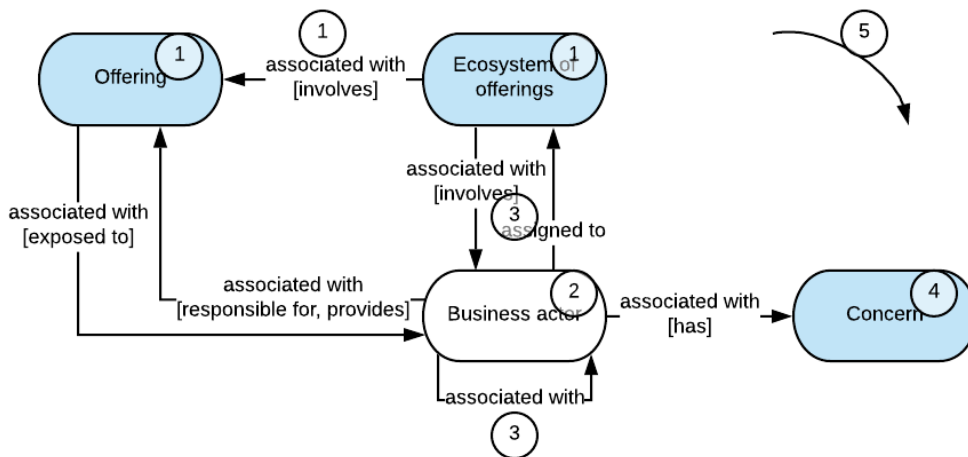 1
5
1
Offering
associated with
[involves]
1
Ecosystem of
offerings
associated with
[involves]
3
assigned to
associated with
[exposed to]
associated with
[responsible for, provides]
2
Business actor
associated with
[has]
4
Concern
associated with
3